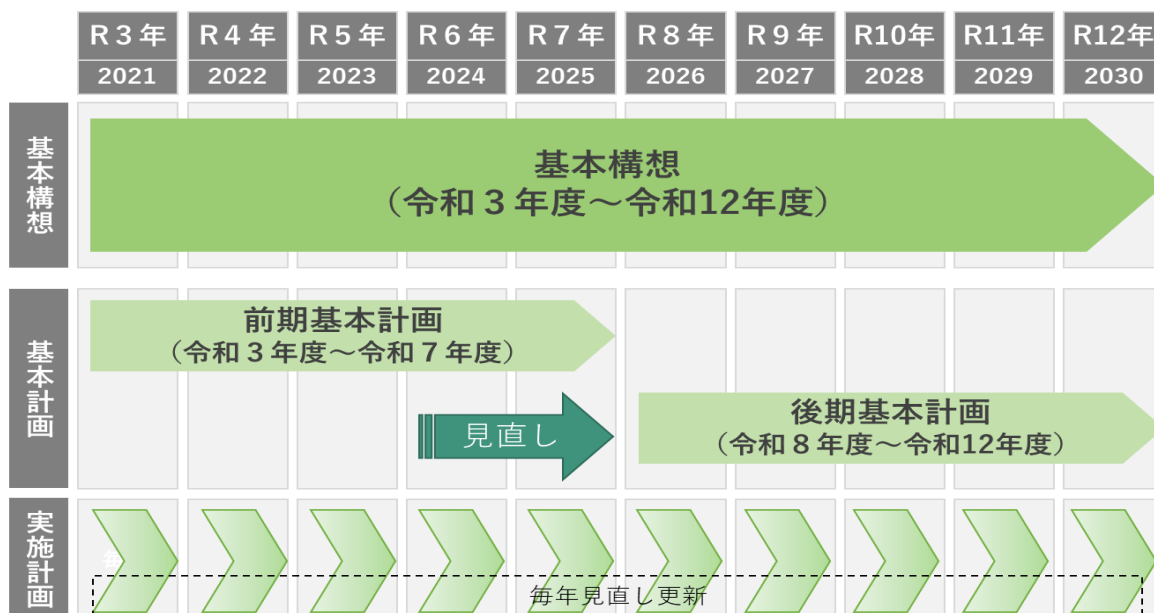 R３年 R４年 R５年 R６年 R７年 R８年 R９年 R10年 R11年 R12年
2021 2022 2023 2024 2025 2026 2027 2028 2029 2030
基本構想
基本構想
（令和３年度～令和12年度）
基本計画
前期基本計画
（令和３年度～令和７年度）
見直し
後期基本計画
（令和８年度～令和12年度）
実施計画
毎
毎年見直し更新